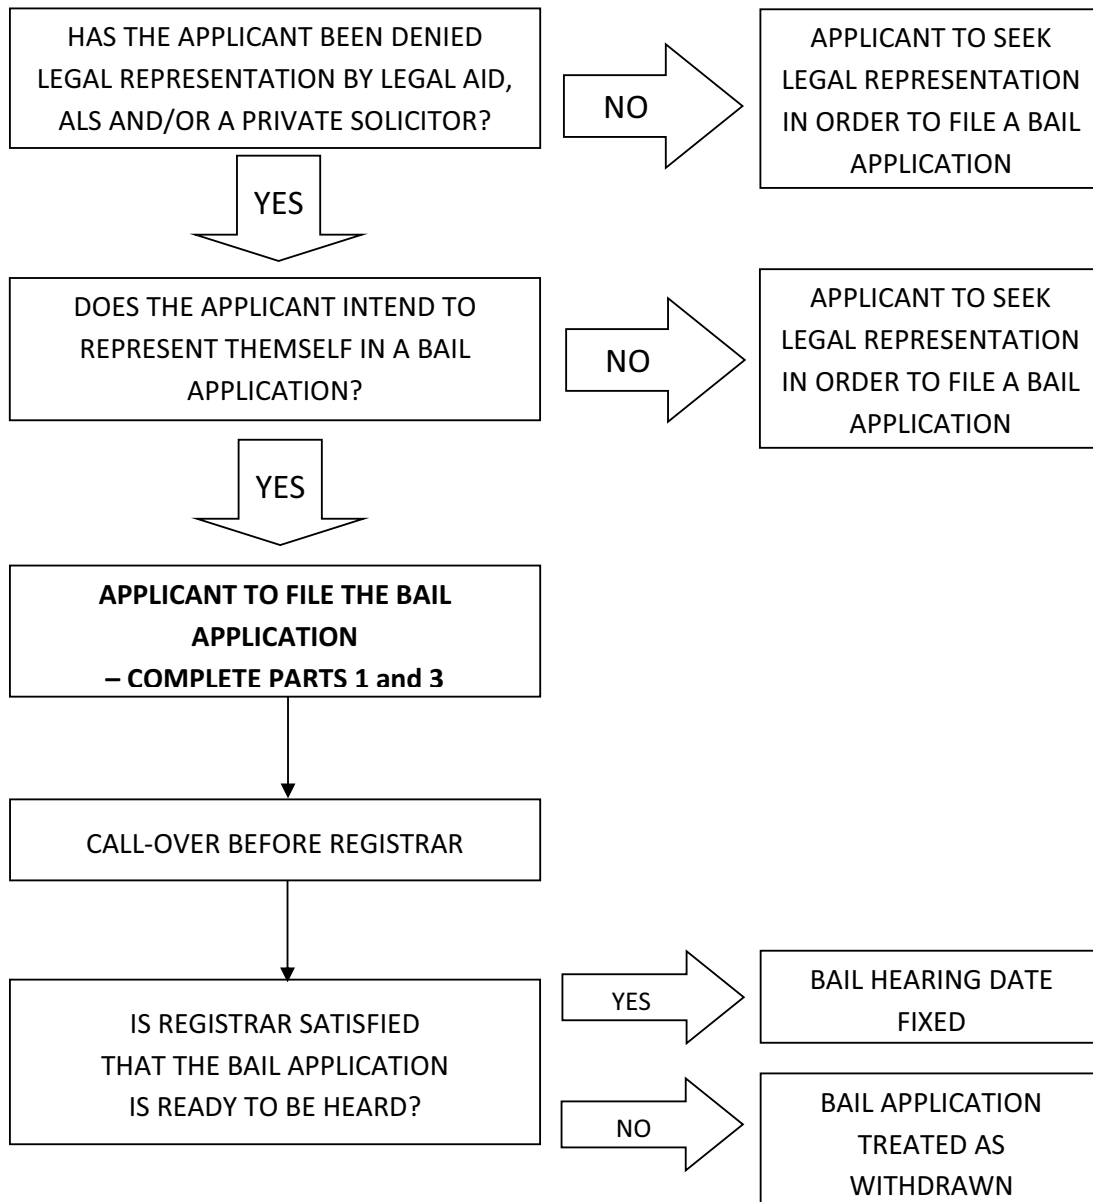 HAS THE APPLICANT BEEN DENIED
LEGAL REPRESENTATION BY LEGAL AID,
ALS AND/OR A PRIVATE SOLICITOR?
NO
APPLICANT TO SEEK
LEGAL REPRESENTATION
IN ORDER TO FILE A BAIL
APPLICATION
YES
DOES THE APPLICANT INTEND TO
REPRESENT THEMSELF IN A BAIL
APPLICATION?
NO
APPLICANT TO SEEK
LEGAL REPRESENTATION
IN ORDER TO FILE A BAIL
APPLICATION
YES
APPLICANT TO FILE THE BAIL
APPLICATION
– COMPLETE PARTS 1 and 3
CALL-OVER BEFORE REGISTRAR
IS REGISTRAR SATISFIED
THAT THE BAIL APPLICATION
IS READY TO BE HEARD?
YES
BAIL HEARING DATE
FIXED
NO
BAIL APPLICATION
TREATED AS
WITHDRAWN